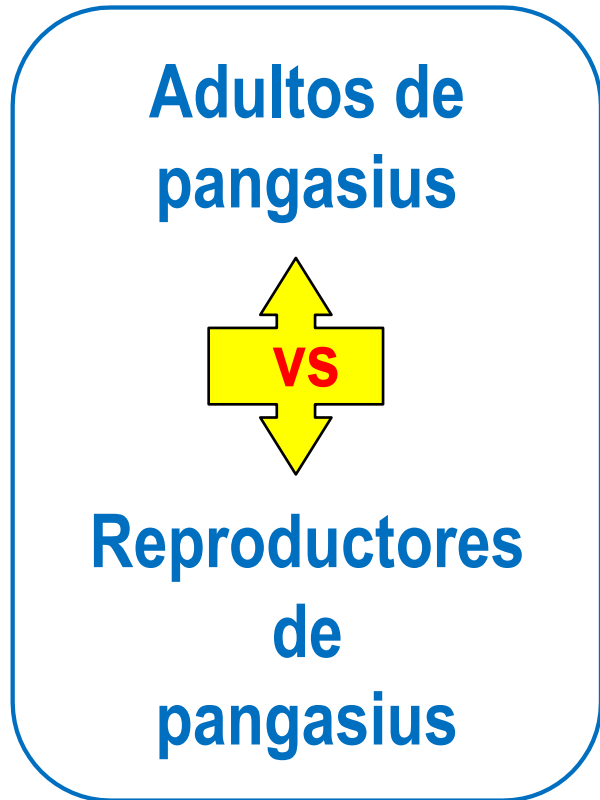 Adultos de
pangasius
vs
Reproductores
de
pangasius